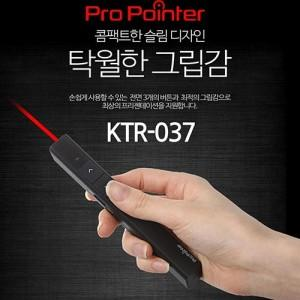 Pro Pointer
콤팩트한 슬림 디자인
탁월한 그립감
손쉽게 사용할 수 있는 전면 3개의 버튼과 최적의 그립감으로
최상의 프리젠테이션을 지원합니다.
KTR-037
Pro Pointer